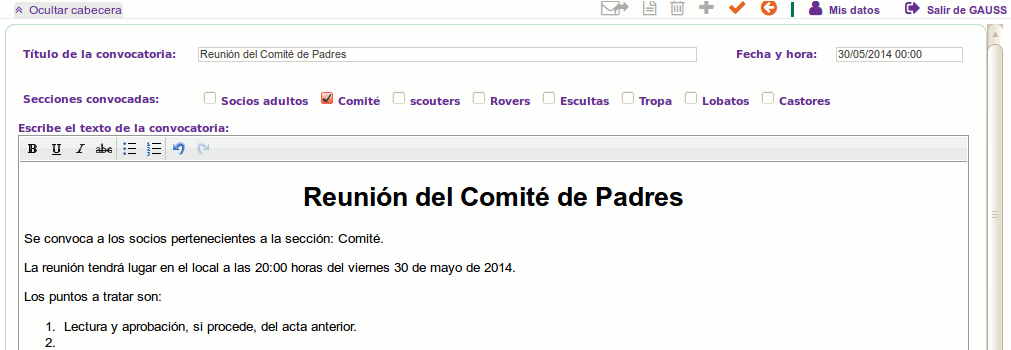 Ocultar cabecera Mis datos Salir de GAUSS
Título de la convocatoria: Reunión del Comité de Padres Fecha y hora: 30/05/2014 00:00
Secciones convocadas: Socios adultos Comité scouters Rovers Escultas Tropa Lobatos Castores
Escribe el texto de la convocatoria:
B U I abc
Reunión del Comité de Padres
Se convoca a los socios pertenecientes a la sección: Comité.
La reunión tendrá lugar en el local a las 20:00 horas del viernes 30 de mayo de 2014.
Los puntos a tratar son:
1. Lectura y aprobación, si procede, del acta anterior.
2.